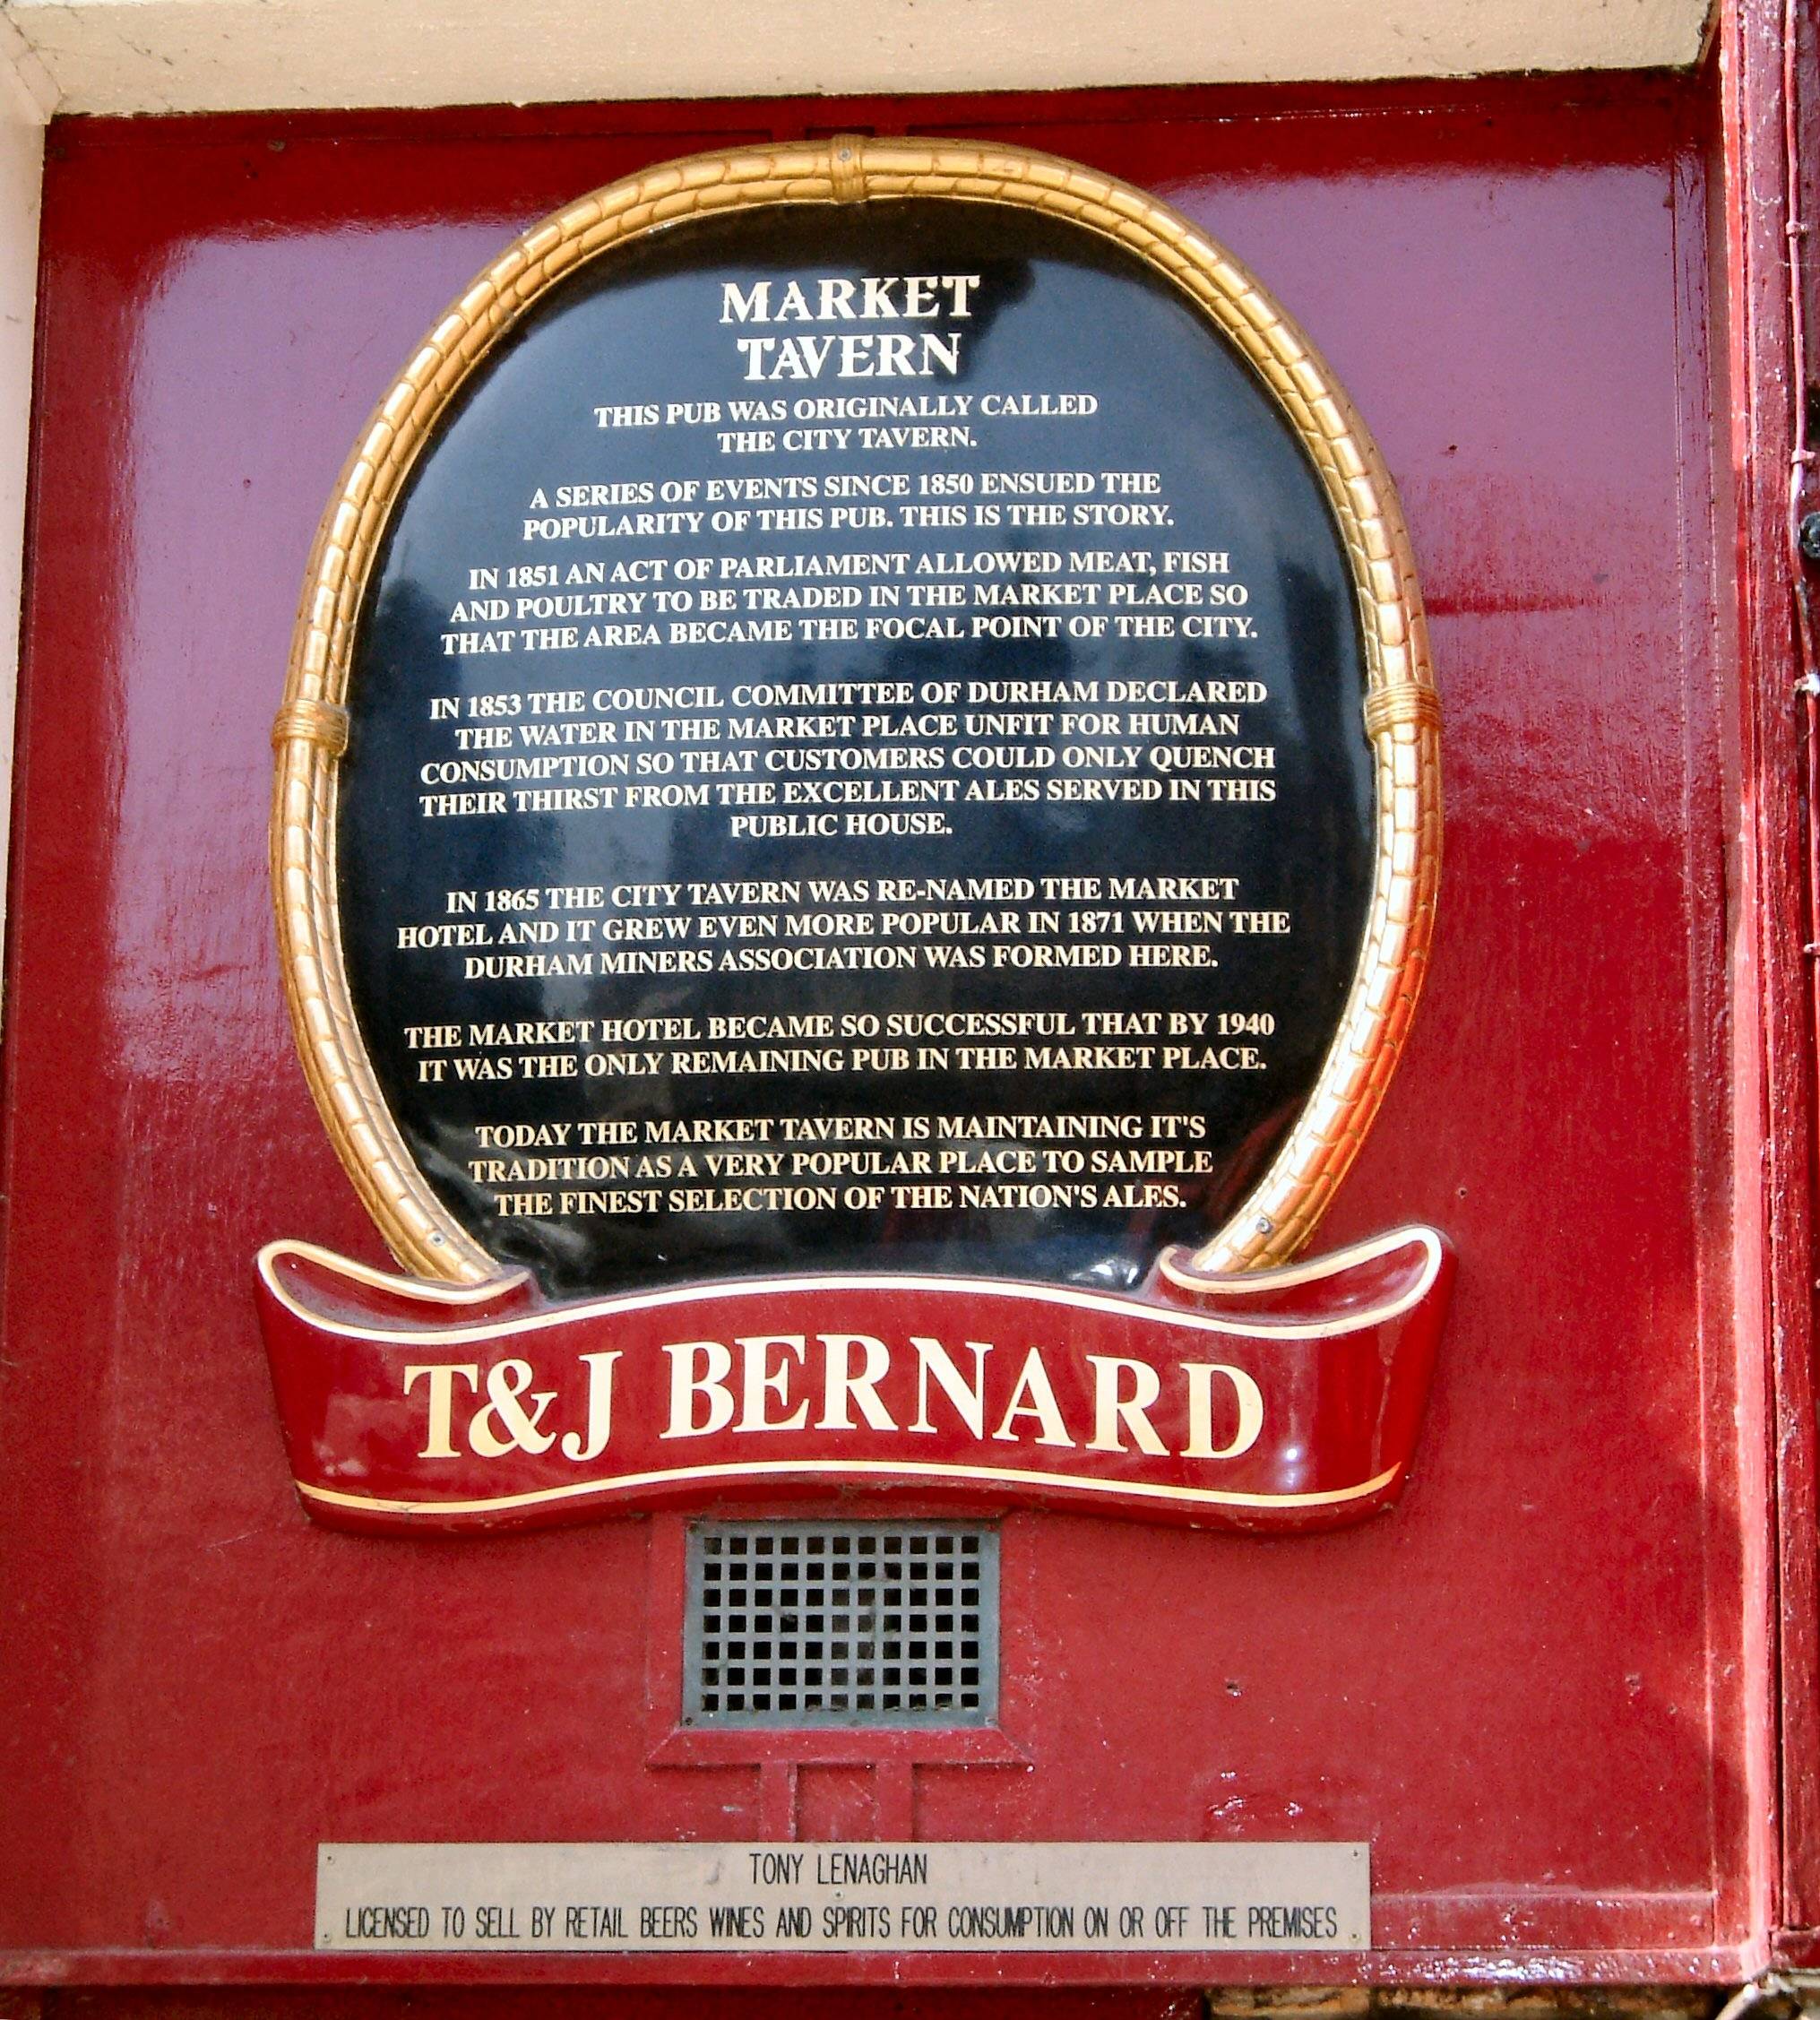 MARKET
TAVERN
THIS PUB WAS ORIGINALLY CALLED
THE CITY TAVERN.
A SERIES OF EVENTS SINCE 1850 ENSUED THE
POPULARITY OF THIS PUB. THIS IS THE STORY.
IN 1851 AN ACT OF PARLIAMENT ALLOWED MEAT, FISH
AND POULTRY TO BE TRADED IN THE MARKET PLACE SO
THAT THE AREA BECAME THE FOCAL POINT OF THE CITY.
IN 1853 THE COUNCIL COMMITTEE OF DURHAM DECLARED
THE WATER IN THE MARKET PLACE UNFIT FOR HUMAN
CONSUMPTION SO THAT CUSTOMERS COULD ONLY QUENCH
THEIR THIRST FROM THE EXCELLENT ALES SERVED IN THIS
PUBLIC HOUSE.
IN 1865 THE CITY TAVERN WAS RE-NAMED THE MARKET
HOTEL AND IT GREW EVEN MORE POPULAR IN 1871 WHEN THE
DURHAM MINERS ASSOCIATION WAS FORMED HERE.
THE MARKET HOTEL BECAME SO SUCCESSFUL THAT BY 1940
IT WAS THE ONLY REMAINING PUB IN THE MARKET PLACE.
TODAY THE MARKET TAVERN IS MAINTAINING IT'S
TRADITION AS A VERY POPULAR PLACE TO SAMPLE
THE FINEST SELECTION OF THE NATION'S ALES.
T&J BERNARD
TONY LENAGHAN
LICENSED TO SELL BY RETAIL BEERS WINES AND SPIRITS FOR CONSUMPTION ON OR OFF THE PREMISES